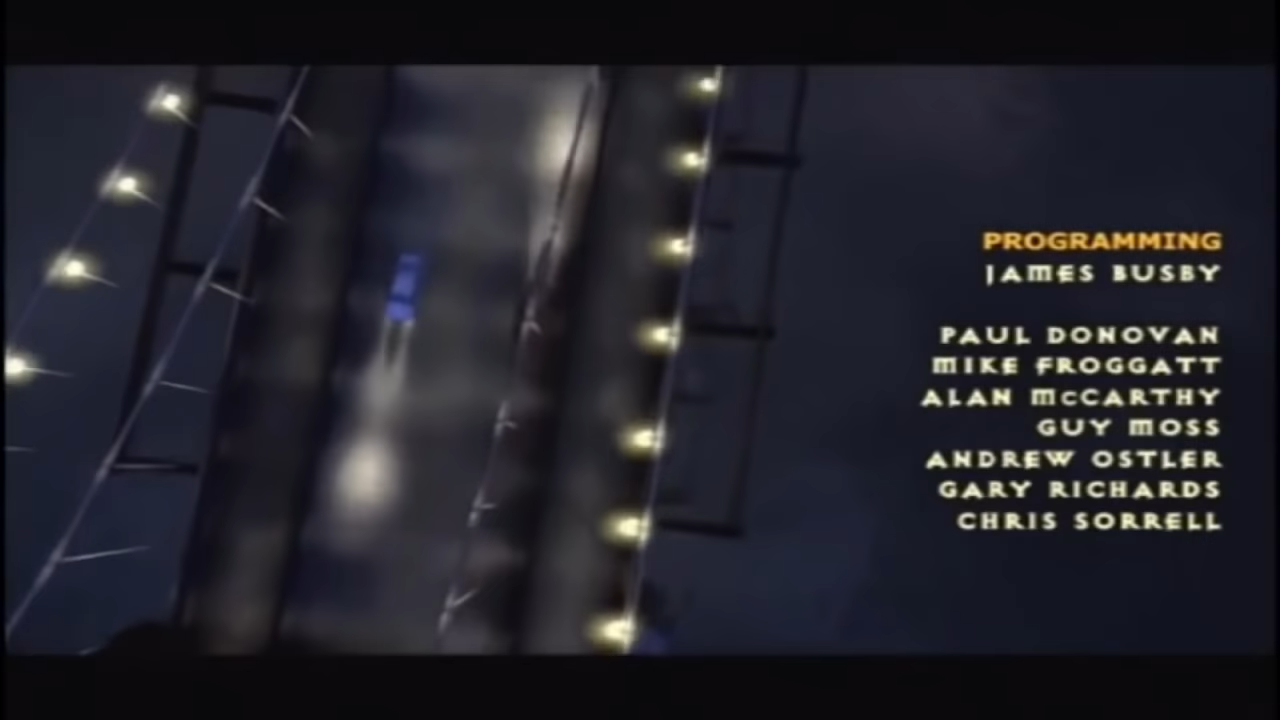 PROGRAMMING
JAMES BUSBY
PAUL DONOVAN
MIKE FROGGATT
ALAN McCARTHY
GUY MOSS
ANDREW OSTLER
GARY RICHARDS
CHRIS SORRELL